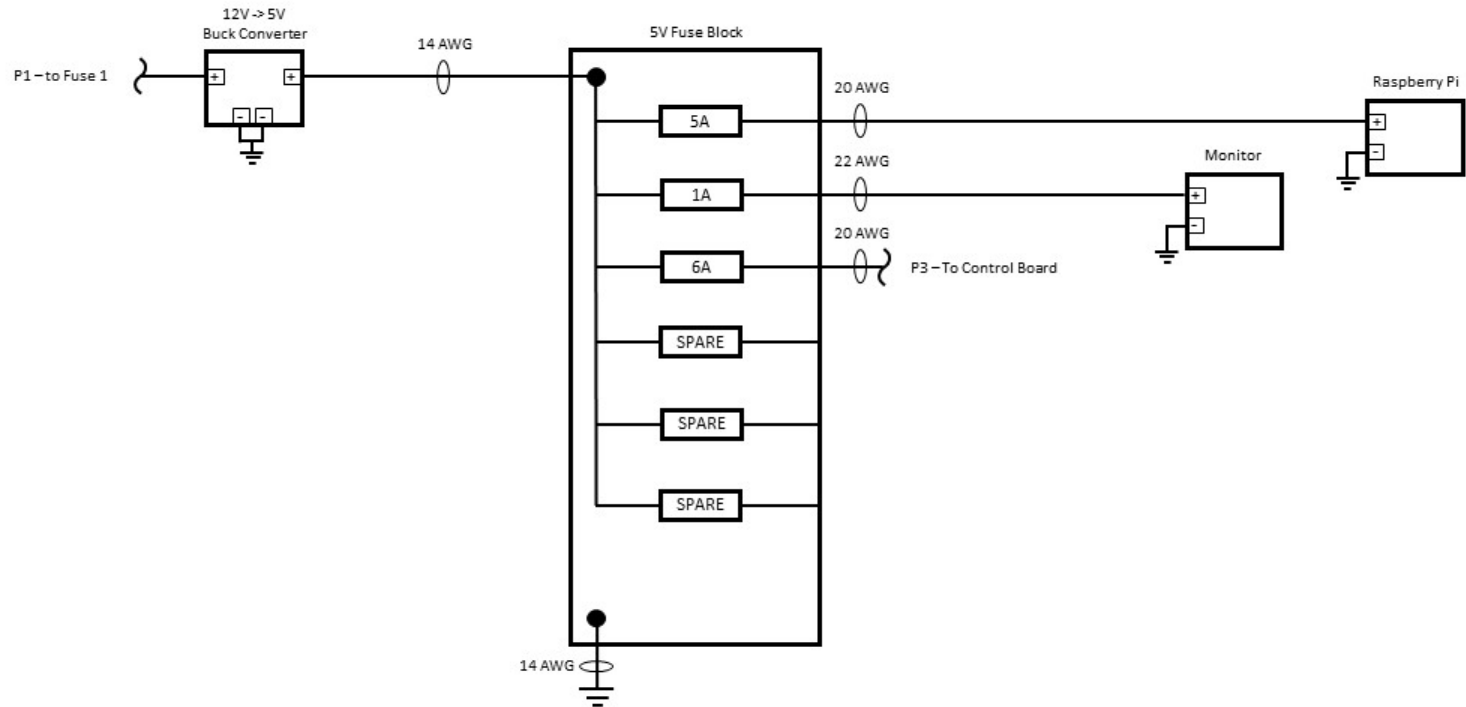 12V -> 5V
Buck Converter
P1 – to Fuse 1
+
+
-
-
14 AWG
5V Fuse Block
5A
20 AWG
Raspberry Pi
+
-
1A
22 AWG
Monitor
+
-
6A
20 AWG
P3 – To Control Board
SPARE
SPARE
SPARE
14 AWG